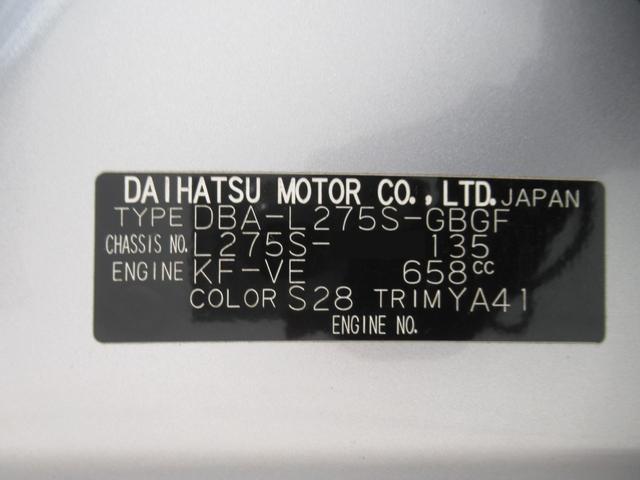 DAIHATSU MOTOR CO., LTD. JAPAN
TYPE DBA-L275S-GBGF
CHASSIS NO. L275S- 135
ENGINE KF-VE 658cc
COLOR S28 TRIM YA41
ENGINE NO.